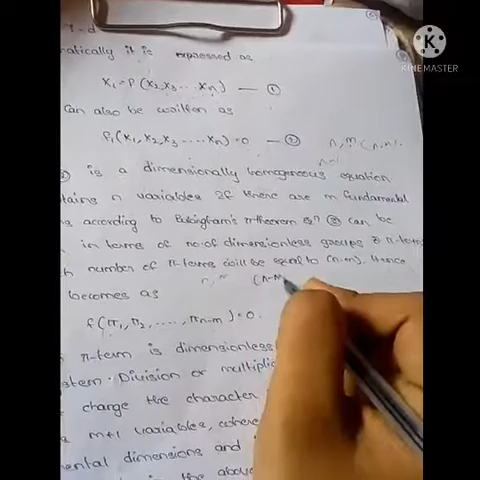 K
KINEMASTER
matically it is expressed as
X₁ = P (X₂, X₃ ... Xn) — ①
Can also be written as
f₁(X₁, X₂, X₃ ..... Xn) = 0 — ②
n, m (n, n).
is a dimensionally homogeneous equation
tains n variables If there are m fundamental
according to Bukingham's π theorem eqⁿ ② can be
in terms of no. of dimensionless groups & π-term
number of π-terms will be equal to (n-m). Hence
n, m (n-m
becomes as
f(π₁, π₂, ....., πn-m) = 0.
π-term is dimensionless
stem. Division or multiplic
change the character
m+1 variables, where
mental dimensions and
in the above